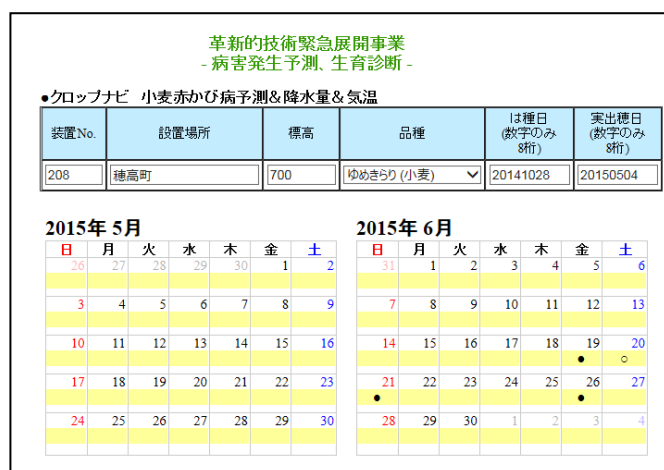 革新的技術緊急展開事業
- 病害発生予測、生育診断 -
●クロップナビ 小麦赤かび病予測&降水量&気温
装置No. 設置場所 標高 品種 は種日 (数字のみ 8桁) 実出穂日 (数字のみ 8桁)
208 穂高町 700 ゆめきらり (小麦) 20141028 20150504
2015年 5月
日 月 火 水 木 金 土
26 27 28 29 30 1 2
3 4 5 6 7 8 9
10 11 12 13 14 15 16
17 18 19 20 21 22 23
24 25 26 27 28 29 30
2015年 6月
日 月 火 水 木 金 土
31 1 2 3 4 5 6
7 8 9 10 11 12 13
14 15 16 17 18 19 20
● ○
21 22 23 24 25 26 27
● ●
28 29 30 1 2 3 4